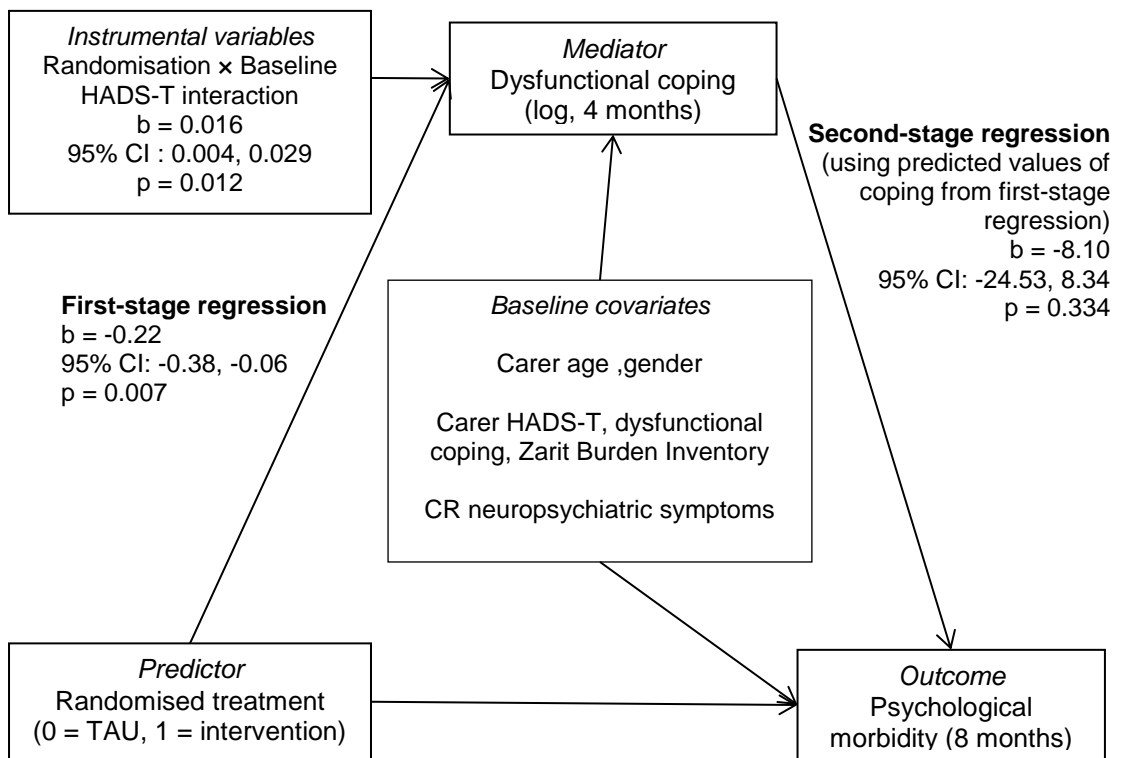 Instrumental variables
Randomisation × Baseline
HADS-T interaction
b = 0.016
95% CI : 0.004, 0.029
p = 0.012
Mediator
Dysfunctional coping
(log, 4 months)
Second-stage regression
(using predicted values of
coping from first-stage
regression)
b = -8.10
95% CI: -24.53, 8.34
p = 0.334
First-stage regression
b = -0.22
95% CI: -0.38, -0.06
p = 0.007
Baseline covariates
Carer age ,gender
Carer HADS-T, dysfunctional
coping, Zarit Burden Inventory
CR neuropsychiatric symptoms
Predictor
Randomised treatment
(0 = TAU, 1 = intervention)
Outcome
Psychological
morbidity (8 months)